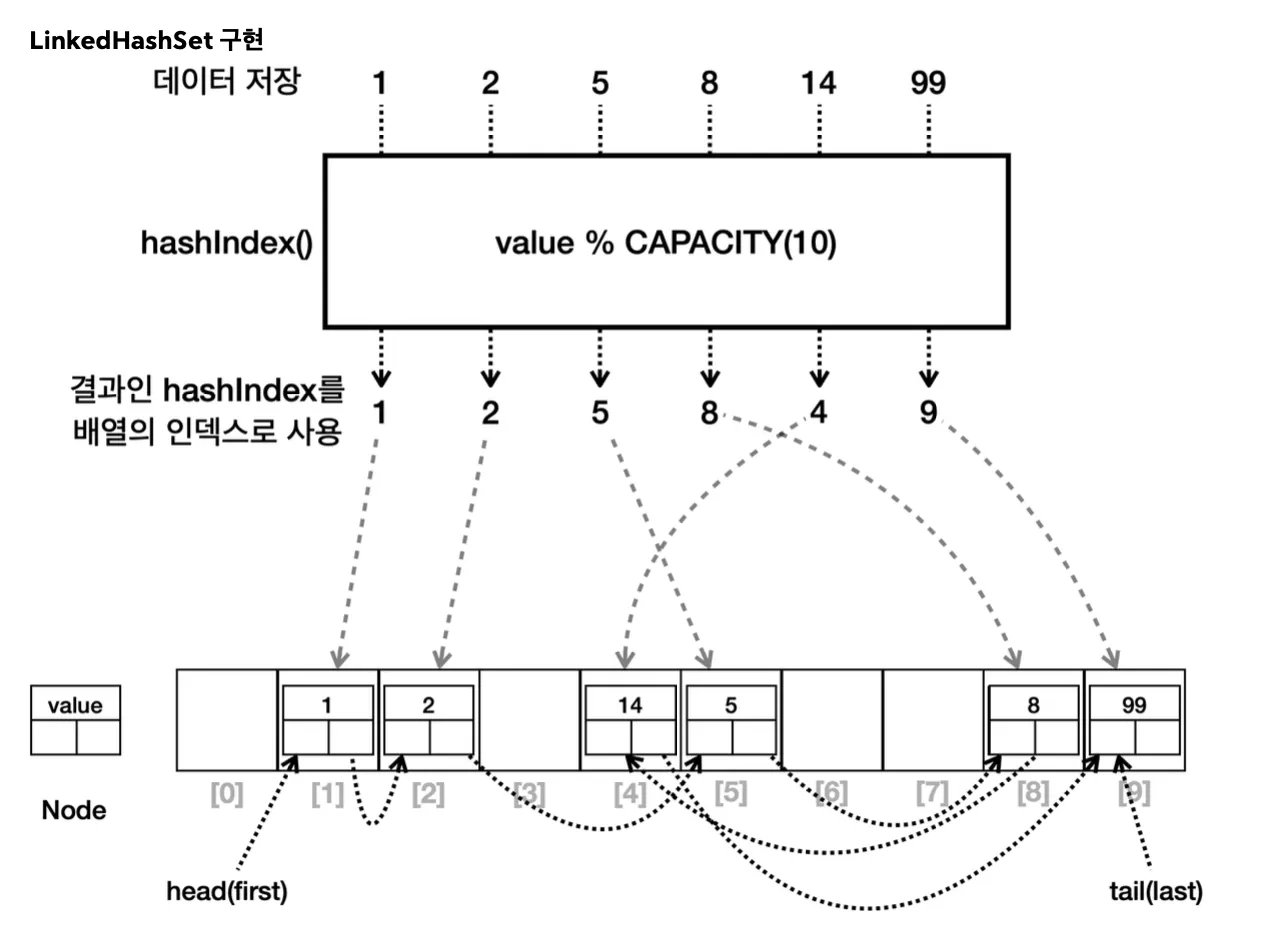 LinkedHashSet 구현
데이터 저장 1 2 5 8 14 99
hashIndex() value % CAPACITY(10)
결과인 hashIndex를
배열의 인덱스로 사용
1 2 5 8 4 9
value
Node
1 2 14 5 8 99
[0] [1] [2] [3] [4] [5] [6] [7] [8] [9]
head(first) tail(last)